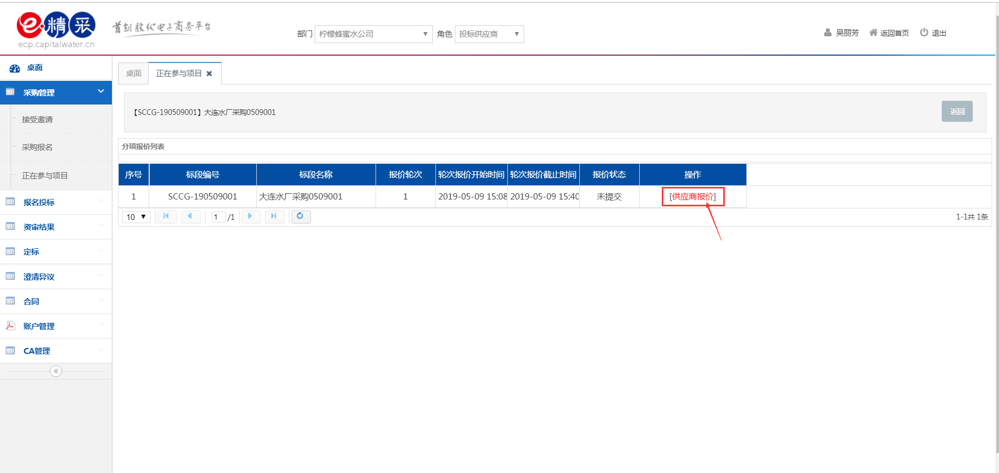 e·精采
ecp.capitalwater.cn
首创股份电子商务平台
部门 柠檬蜂蜜水公司 ▼ 角色 投标供应商 ▼
吴丽芳 返回首页 退出
桌面
采购管理
接受邀请
采购报名
正在参与项目
报名投标
资审结果
定标
澄清异议
合同
账户管理
CA管理
桌面 正在参与项目 ✖
【SCCG-190509001】大连水厂采购0509001
返回
分项报价列表
序号 标段编号 标段名称 报价轮次 轮次报价开始时间 轮次报价截止时间 报价状态 操作
1 SCCG-190509001 大连水厂采购0509001 1 2019-05-09 15:08 2019-05-09 15:40 未提交 [供应商报价]
10 ▼ 1 /1 1-1共 1条